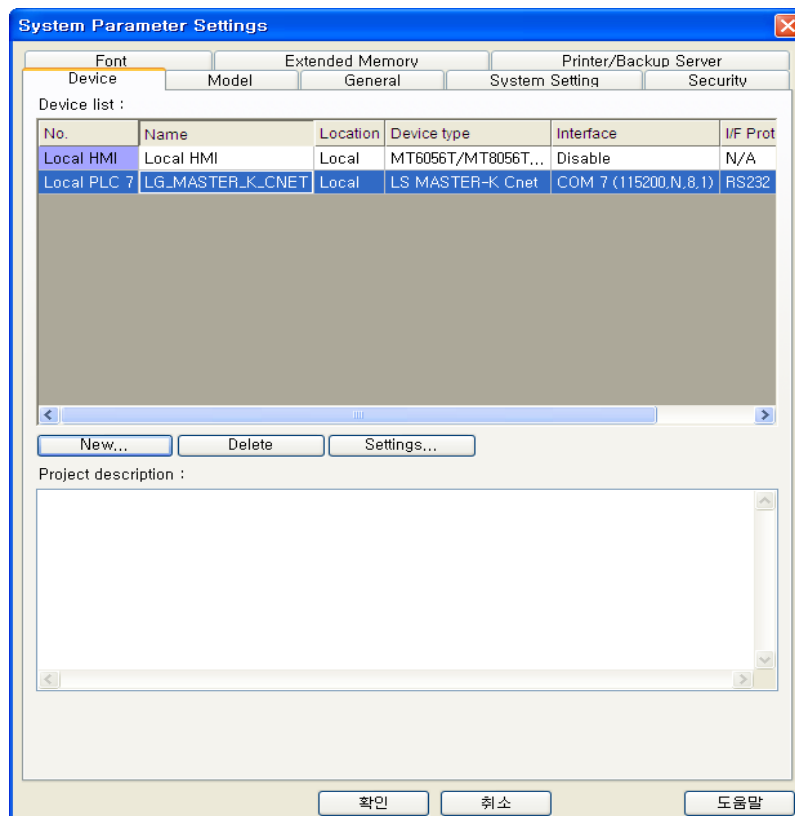 System Parameter Settings
Font Extended Memory Printer/Backup Server
Device Model General System Setting Security
Device list :
No. Name Location Device type Interface I/F Prot
Local HMI Local HMI Local MT6056T/MT8056T... Disable N/A
Local PLC 7 LG_MASTER_K_CNET Local LS MASTER-K Cnet COM 7 (115200,N,8,1) RS232
New... Delete Settings...
Project description :
확인 취소 도움말